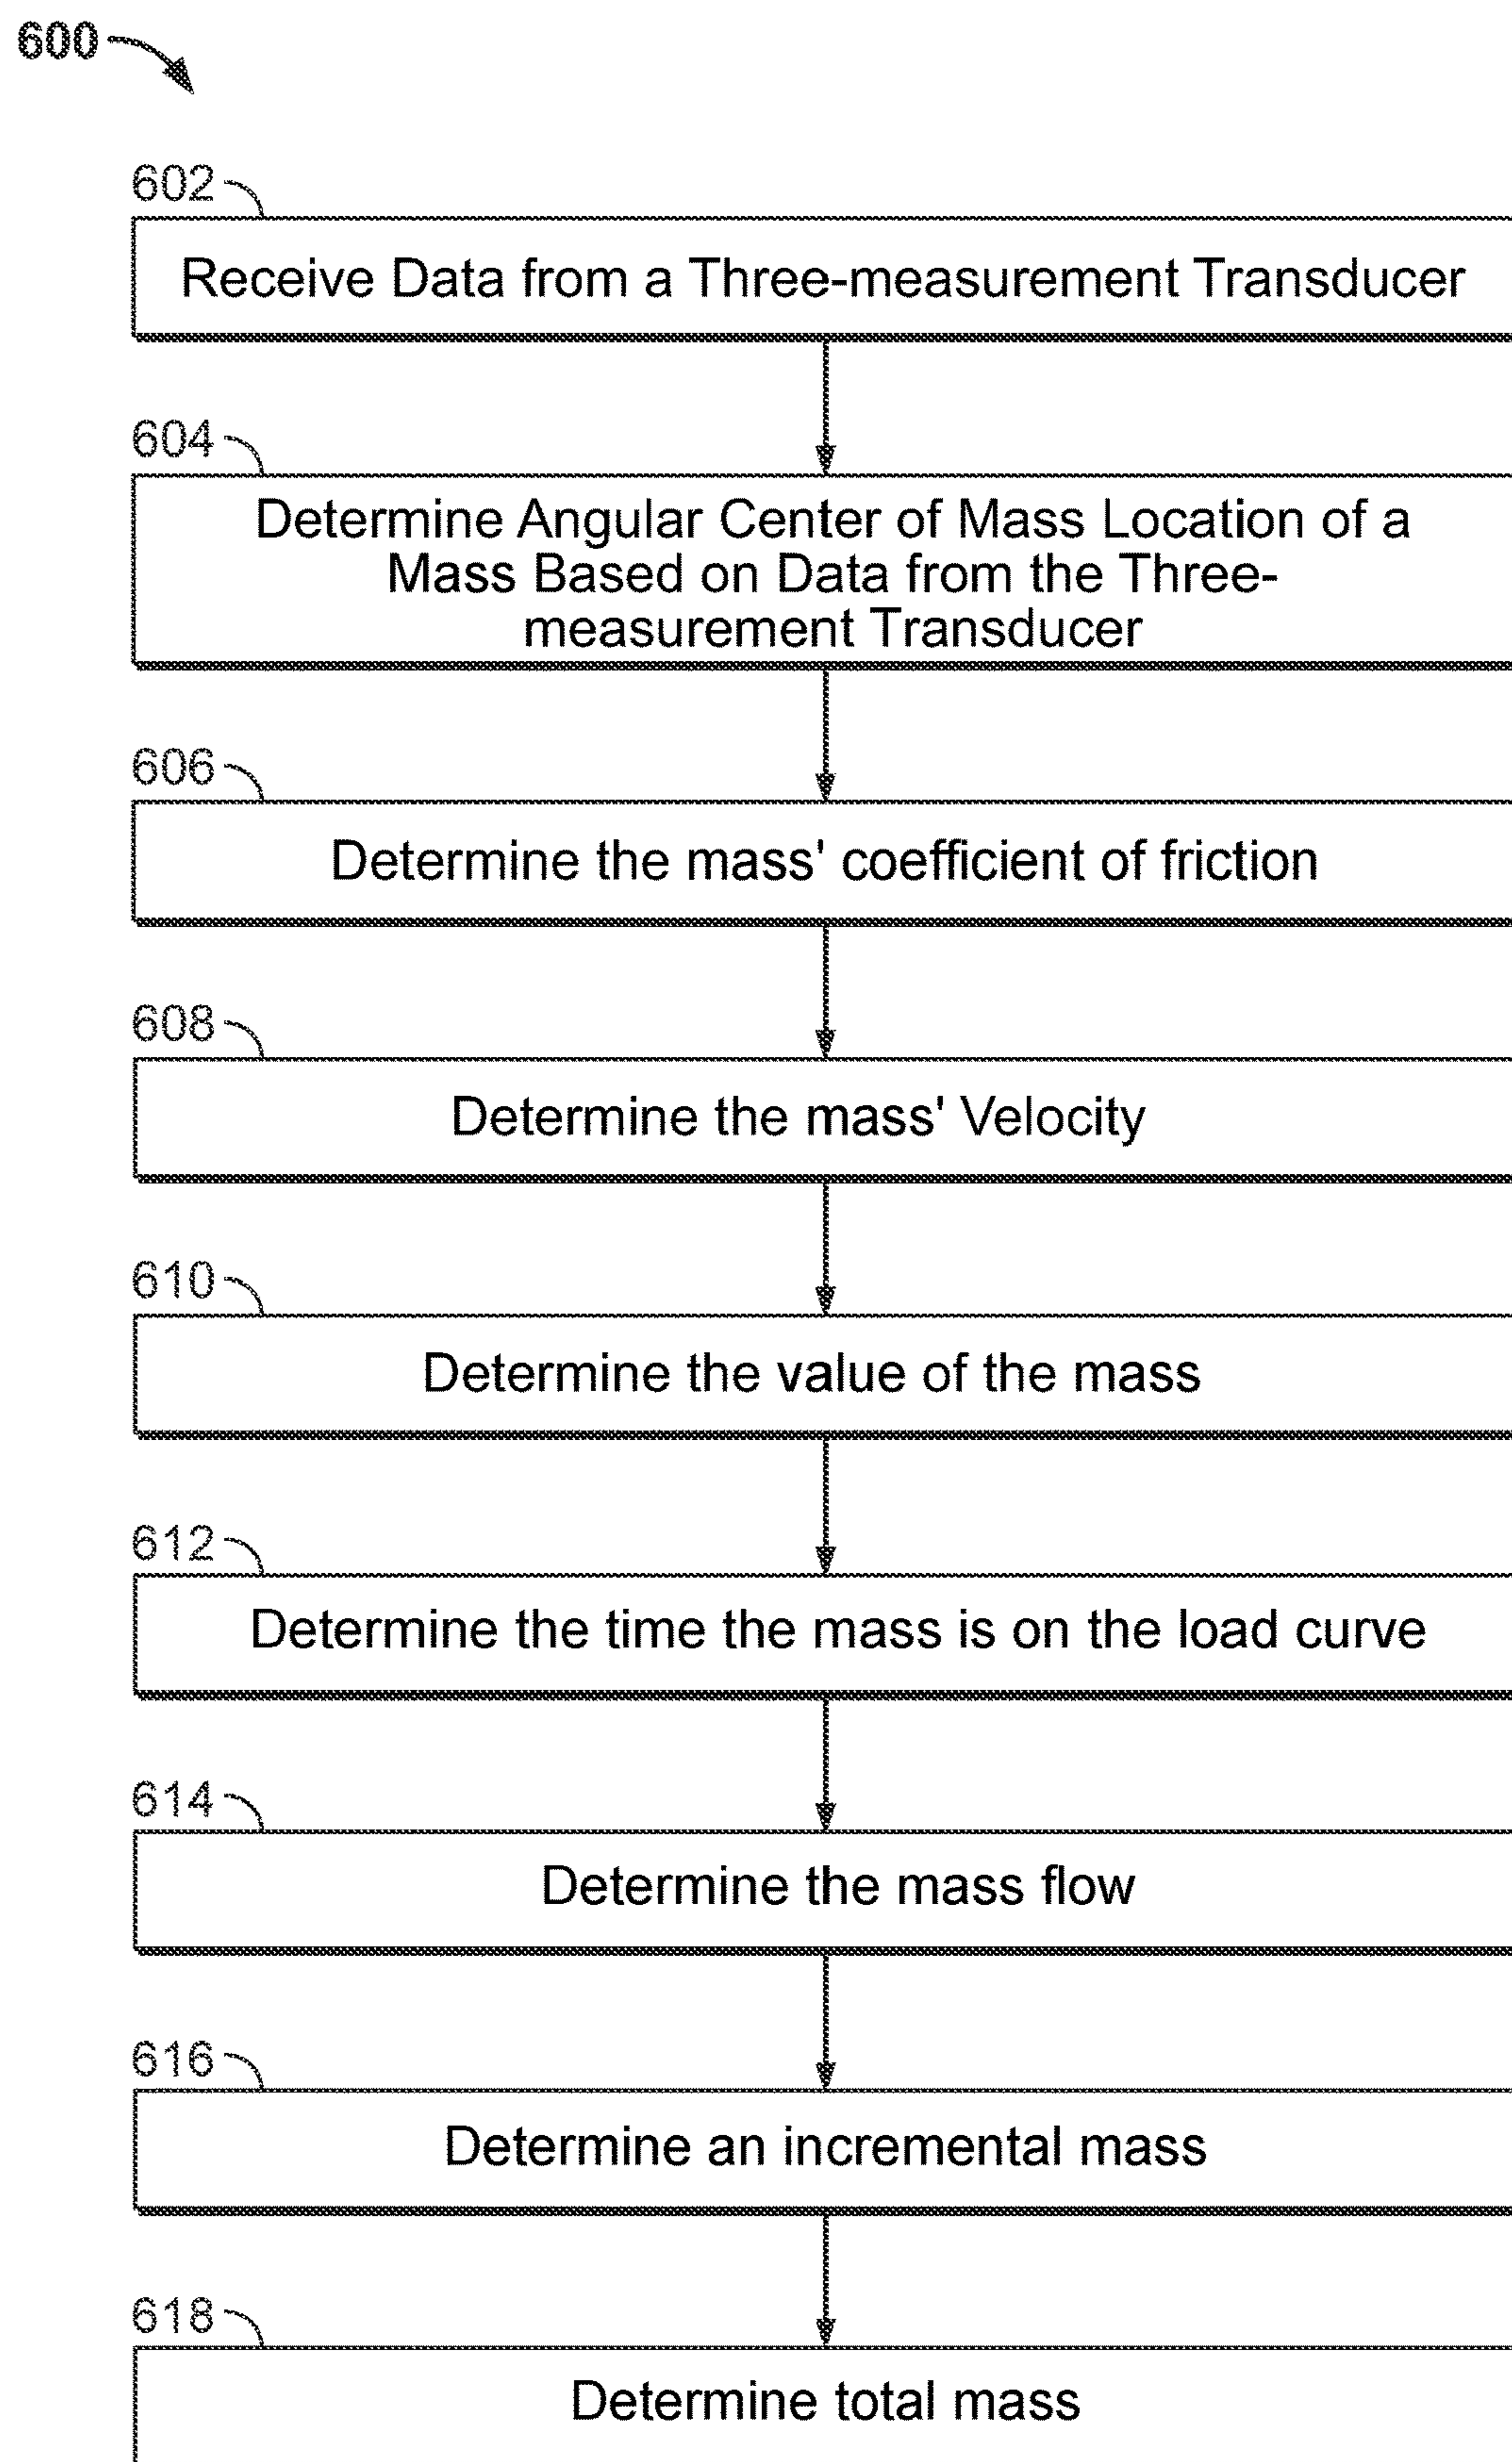 600
602
Receive Data from a Three-measurement Transducer
604
Determine Angular Center of Mass Location of a
Mass Based on Data from the Three-
measurement Transducer
606
Determine the mass' coefficient of friction
608
Determine the mass' Velocity
610
Determine the value of the mass
612
Determine the time the mass is on the load curve
614
Determine the mass flow
616
Determine an incremental mass
618
Determine total mass